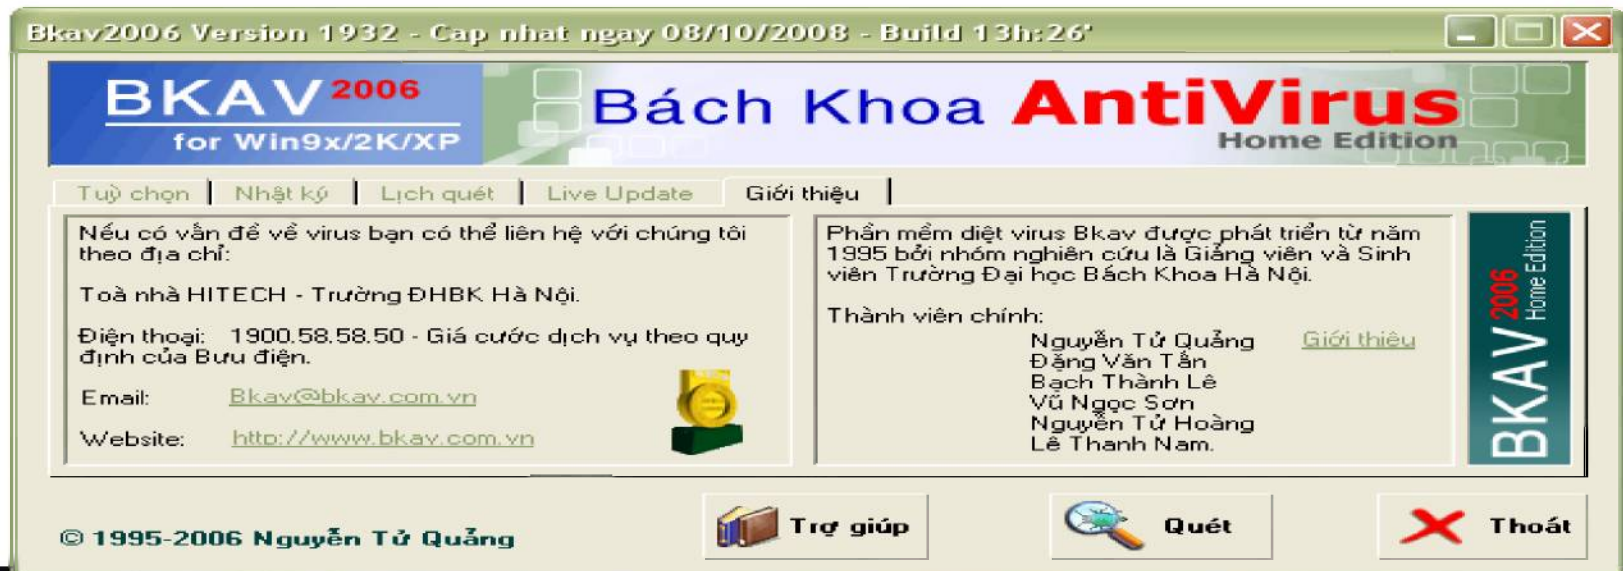 Bkav2006 Version 1932 - Cap nhat ngay 08/10/2008 - Build 13h:26'
BKAV 2006
for Win9x/2K/XP
Bách Khoa AntiVirus
Home Edition
Tuỳ chọn | Nhật ký | Lịch quét | Live Update | Giới thiệu
Nếu có vấn đề về virus bạn có thể liên hệ với chúng tôi
theo địa chỉ:
Toà nhà HITECH - Trường ĐHBK Hà Nội.
Điện thoại: 1900.58.58.50 - Giá cước dịch vụ theo quy
định của Bưu điện.
Email: Bkav@bkav.com.vn
Website: http://www.bkav.com.vn
Phần mềm diệt virus Bkav được phát triển từ năm
1995 bởi nhóm nghiên cứu là Giảng viên và Sinh
viên Trường Đại học Bách Khoa Hà Nội.
Thành viên chính:
Nguyễn Tử Quảng Giới thiệu
Đặng Văn Tấn
Bạch Thành Lê
Vũ Ngọc Sơn
Nguyễn Tử Hoàng
Lê Thanh Nam.
BKAV 2006
Home Edition
© 1995-2006 Nguyễn Tử Quảng
Trợ giúp
Quét
Thoát